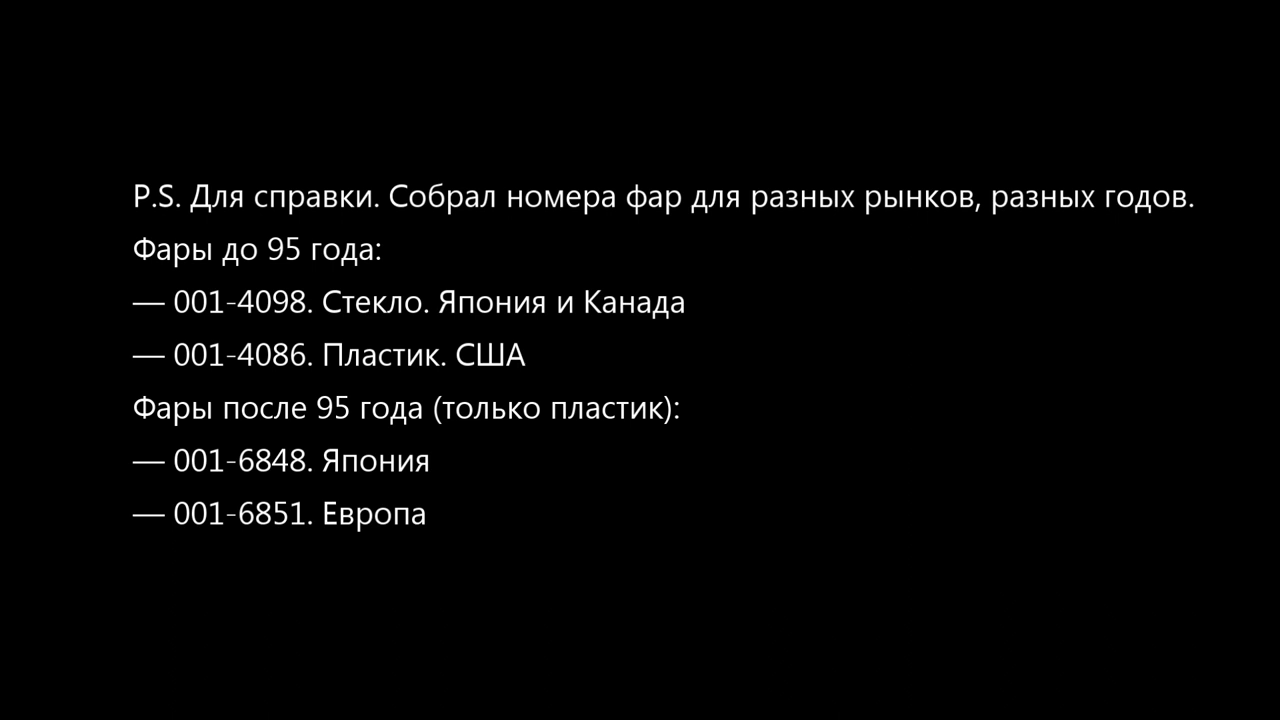 P.S. Для справки. Собрал номера фар для разных рынков, разных годов.
Фары до 95 года:
— 001-4098. Стекло. Япония и Канада
— 001-4086. Пластик. США
Фары после 95 года (только пластик):
— 001-6848. Япония
— 001-6851. Европа